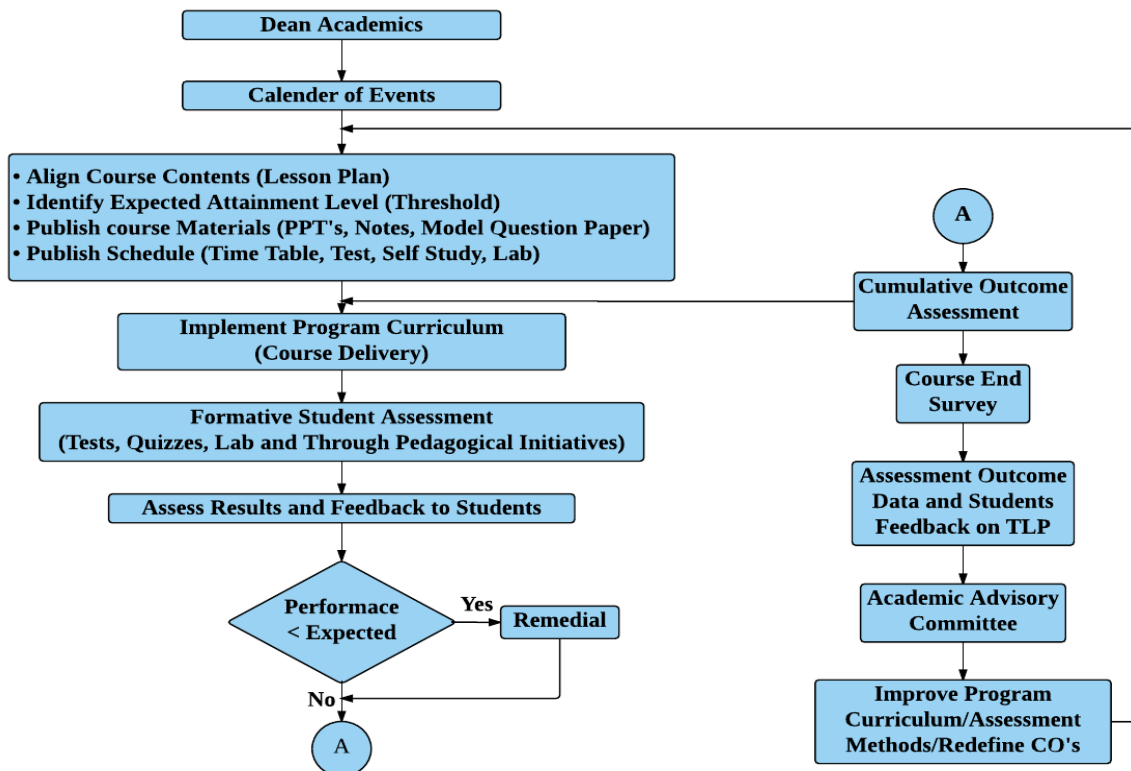 Dean Academics
Calender of Events
• Align Course Contents (Lesson Plan)
• Identify Expected Attainment Level (Threshold)
• Publish course Materials (PPT's, Notes, Model Question Paper)
• Publish Schedule (Time Table, Test, Self Study, Lab)
Implement Program Curriculum
(Course Delivery)
Formative Student Assessment
(Tests, Quizzes, Lab and Through Pedagogical Initiatives)
Assess Results and Feedback to Students
Performace
< Expected
Yes
Remedial
No
A
A
Cumulative Outcome
Assessment
Course End
Survey
Assessment Outcome
Data and Students
Feedback on TLP
Academic Advisory
Committee
Improve Program
Curriculum/Assessment
Methods/Redefine CO's